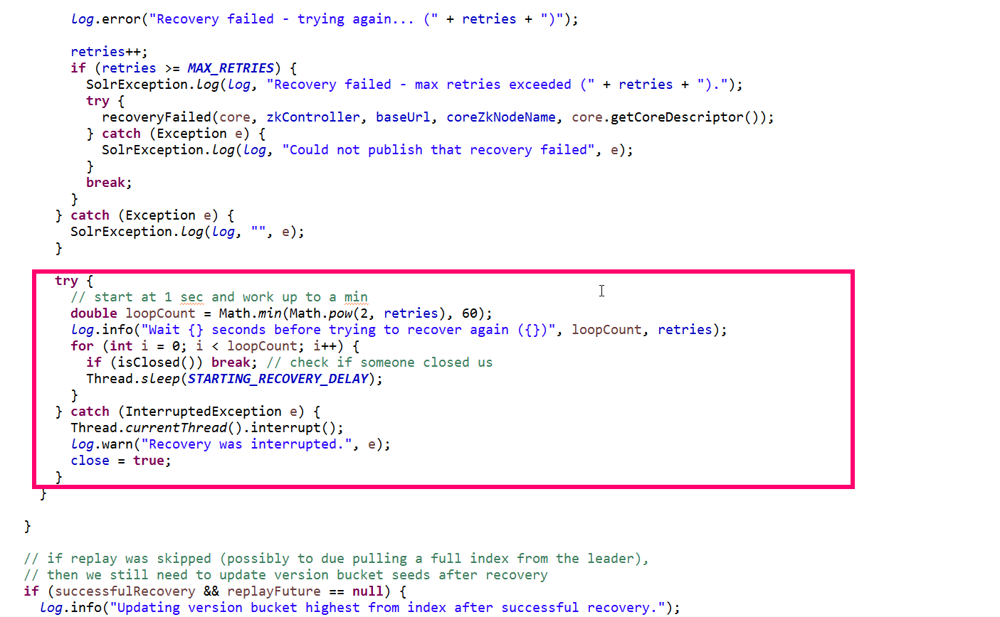 log.error("Recovery failed - trying again... (" + retries + ")");
retries++;
if (retries >= MAX_RETRIES) {
SolrException.log(log, "Recovery failed - max retries exceeded (" + retries + ").");
try {
recoveryFailed(core, zkController, baseUrl, coreZkNodeName, core.getCoreDescriptor());
} catch (Exception e) {
SolrException.log(log, "Could not publish that recovery failed", e);
}
break;
}
} catch (Exception e) {
SolrException.log(log, "", e);
}
try {
// start at 1 sec and work up to a min
double loopCount = Math.min(Math.pow(2, retries), 60);
log.info("Wait {} seconds before trying to recover again ({})", loopCount, retries);
for (int i = 0; i < loopCount; i++) {
if (isClosed()) break; // check if someone closed us
Thread.sleep(STARTING_RECOVERY_DELAY);
}
} catch (InterruptedException e) {
Thread.currentThread().interrupt();
log.warn("Recovery was interrupted.", e);
close = true;
}
}
}
// if replay was skipped (possibly to due pulling a full index from the leader),
// then we still need to update version bucket seeds after recovery
if (successfulRecovery && replayFuture == null) {
log.info("Updating version bucket highest from index after successful recovery.");